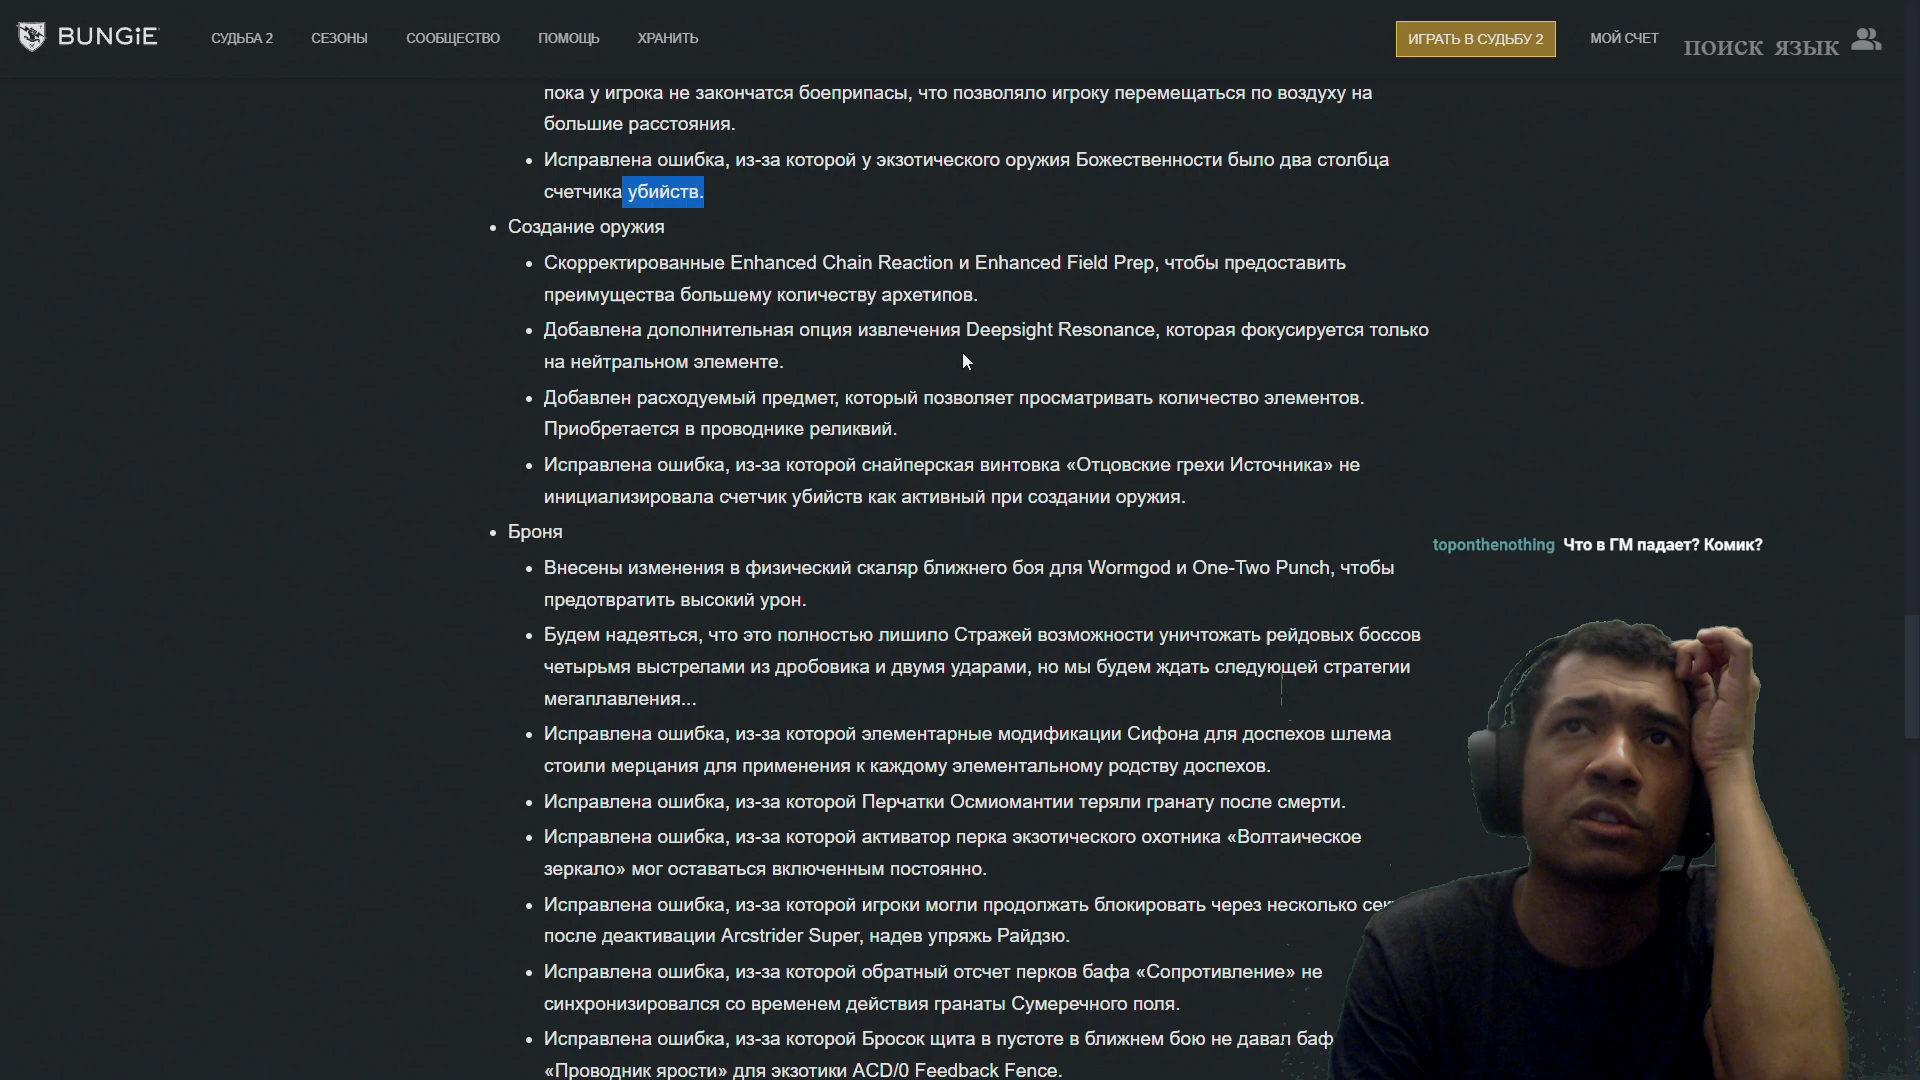 BUNGiE
СУДЬБА 2
СЕЗОНЫ
СООБЩЕСТВО
ПОМОЩЬ
ХРАНИТЬ
ИГРАТЬ В СУДЬБУ 2
МОЙ СЧЕТ
ПОИСК
ЯЗЫК
пока у игрока не закончатся боеприпасы, что позволяло игроку перемещаться по воздуху на
большие расстояния.
Исправлена ошибка, из-за которой у экзотического оружия Божественности было два столбца
счетчика убийств.
Создание оружия
Скорректированные Enhanced Chain Reaction и Enhanced Field Prep, чтобы предоставить
преимущества большему количеству архетипов.
Добавлена дополнительная опция извлечения Deepsight Resonance, которая фокусируется только
на нейтральном элементе.
Добавлен расходуемый предмет, который позволяет просматривать количество элементов.
Приобретается в проводнике реликвий.
Исправлена ошибка, из-за которой снайперская винтовка «Отцовские грехи Источника» не
инициализировала счетчик убийств как активный при создании оружия.
Броня
toponthenothing Что в ГМ падает? Комик?
Внесены изменения в физический скаляр ближнего боя для Wormgod и One-Two Punch, чтобы
предотвратить высокий урон.
Будем надеяться, что это полностью лишило Стражей возможности уничтожать рейдовых боссов
четырьмя выстрелами из дробовика и двумя ударами, но мы будем ждать следующей стратегии
мегаплавления...
Исправлена ошибка, из-за которой элементарные модификации Сифона для доспехов шлема
стоили мерцания для применения к каждому элементальному родству доспехов.
Исправлена ошибка, из-за которой Перчатки Осмиомантии теряли гранату после смерти.
Исправлена ошибка, из-за которой активатор перка экзотического охотника «Волтаическое
зеркало» мог оставаться включенным постоянно.
Исправлена ошибка, из-за которой игроки могли продолжать блокировать через несколько
после деактивации Arcstrider Super, надев упряжь Райдзю.
Исправлена ошибка, из-за которой обратный отсчет перков бафа «Сопротивление» не
синхронизировался со временем действия гранаты Сумеречного поля.
Исправлена ошибка, из-за которой Бросок щита в пустоте в ближнем бою не давал баф
«Проводник ярости» для экзотики ACD/0 Feedback Fence.